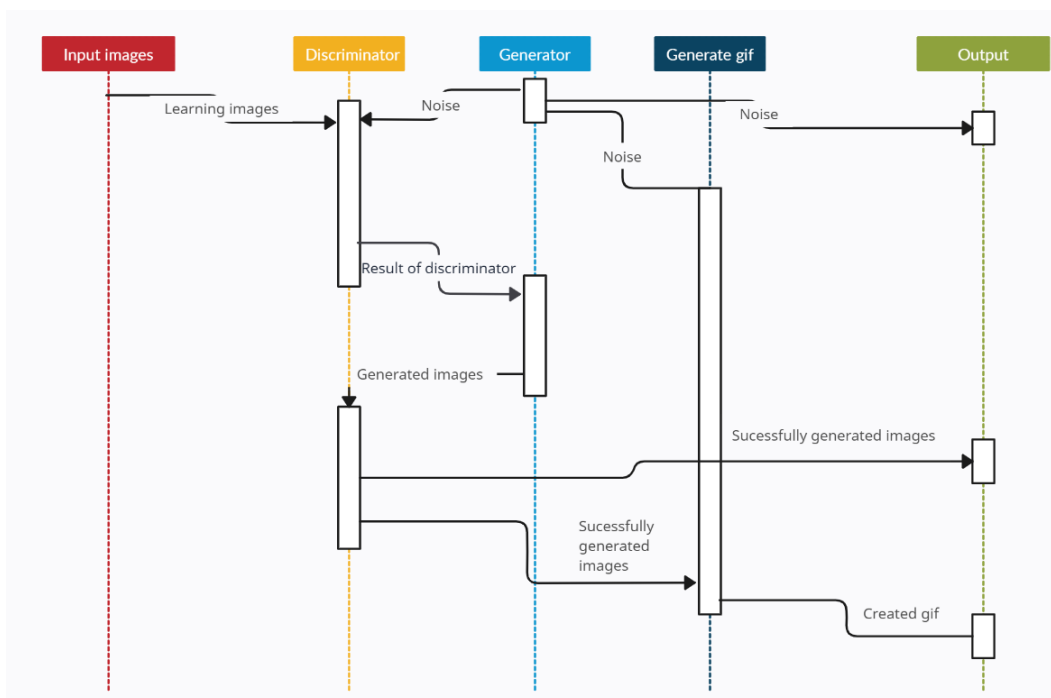 Input images
Discriminator
Generator
Generate gif
Output
Learning images
Noise
Noise
Noise
Result of discriminator
Generated images
Sucessfully generated images
Sucessfully
generated
images
Created gif